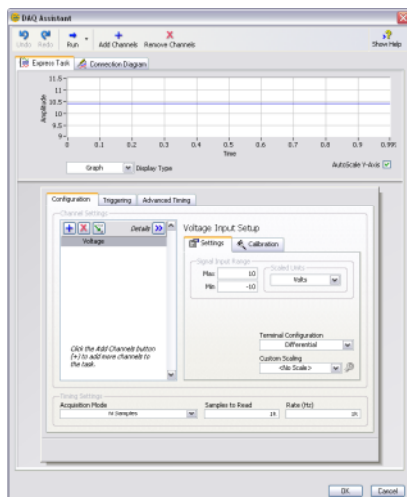 DAQ Assistant
Undo Redo Run Add Channels Remove Channels Show Help
Express Task Connection Diagram
Amplitude
11.5
11
10.5
10
9.5
9
0 0.1 0.2 0.3 0.4 0.5 0.6 0.7 0.8 0.9 0.999
Time
Graph Display Type AutoScale Y-Axis
Configuration Triggering Advanced Timing
Channel Settings
Details
Voltage
Click the Add Channels button
(+) to add more channels to
the task.
Voltage Input Setup
Settings Calibration
Signal Input Range
Max 10
Min -10
Scaled Units
Volts
Terminal Configuration
Differential
Custom Scaling
<No Scale>
Timing Settings
Acquisition Mode Samples to Read Rate (Hz)
N Samples 1k 1k
OK Cancel